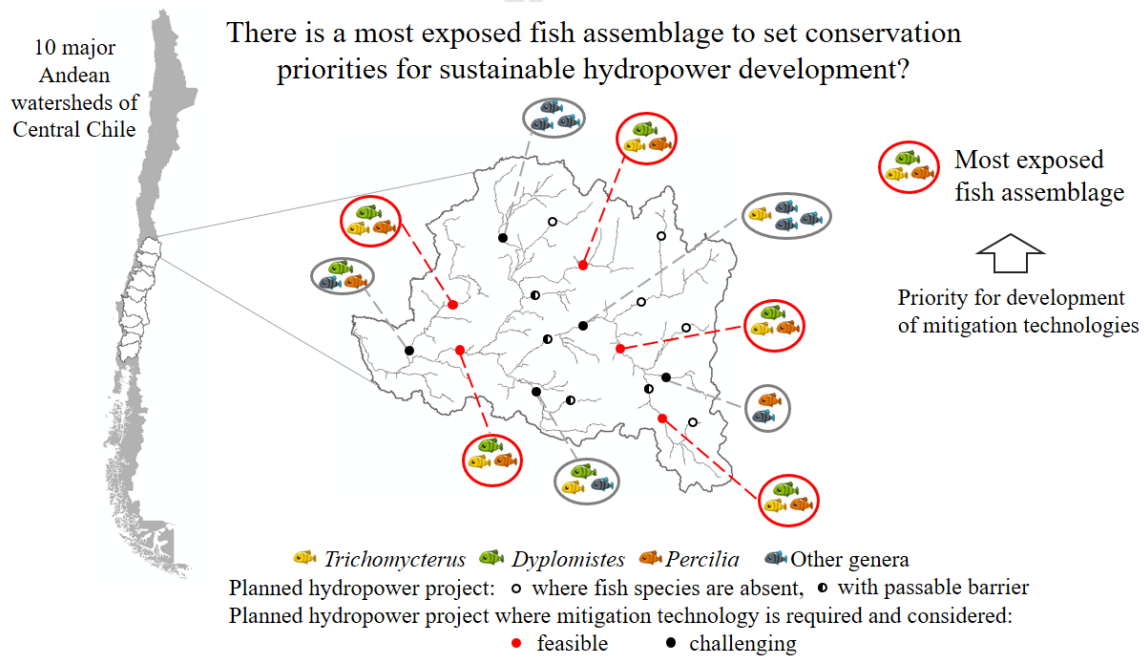 There is a most exposed fish assemblage to set conservation
priorities for sustainable hydropower development?
10 major
Andean
watersheds of
Central Chile
Most exposed
fish assemblage
Priority for development
of mitigation technologies
Trichomycterus Dyplomistes Percilia Other genera
Planned hydropower project: where fish species are absent, with passable barrier
Planned hydropower project where mitigation technology is required and considered:
feasible challenging